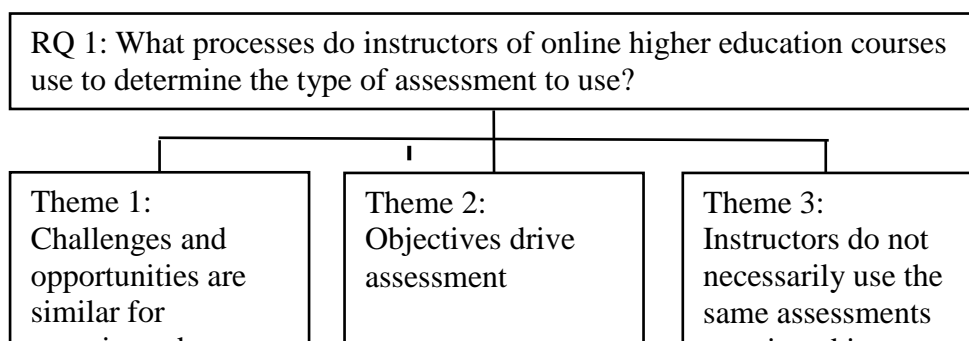 RQ 1: What processes do instructors of online higher education courses
use to determine the type of assessment to use?
Theme 1:
Challenges and
opportunities are
similar for
Theme 2:
Objectives drive
assessment
Theme 3:
Instructors do not
necessarily use the
same assessments